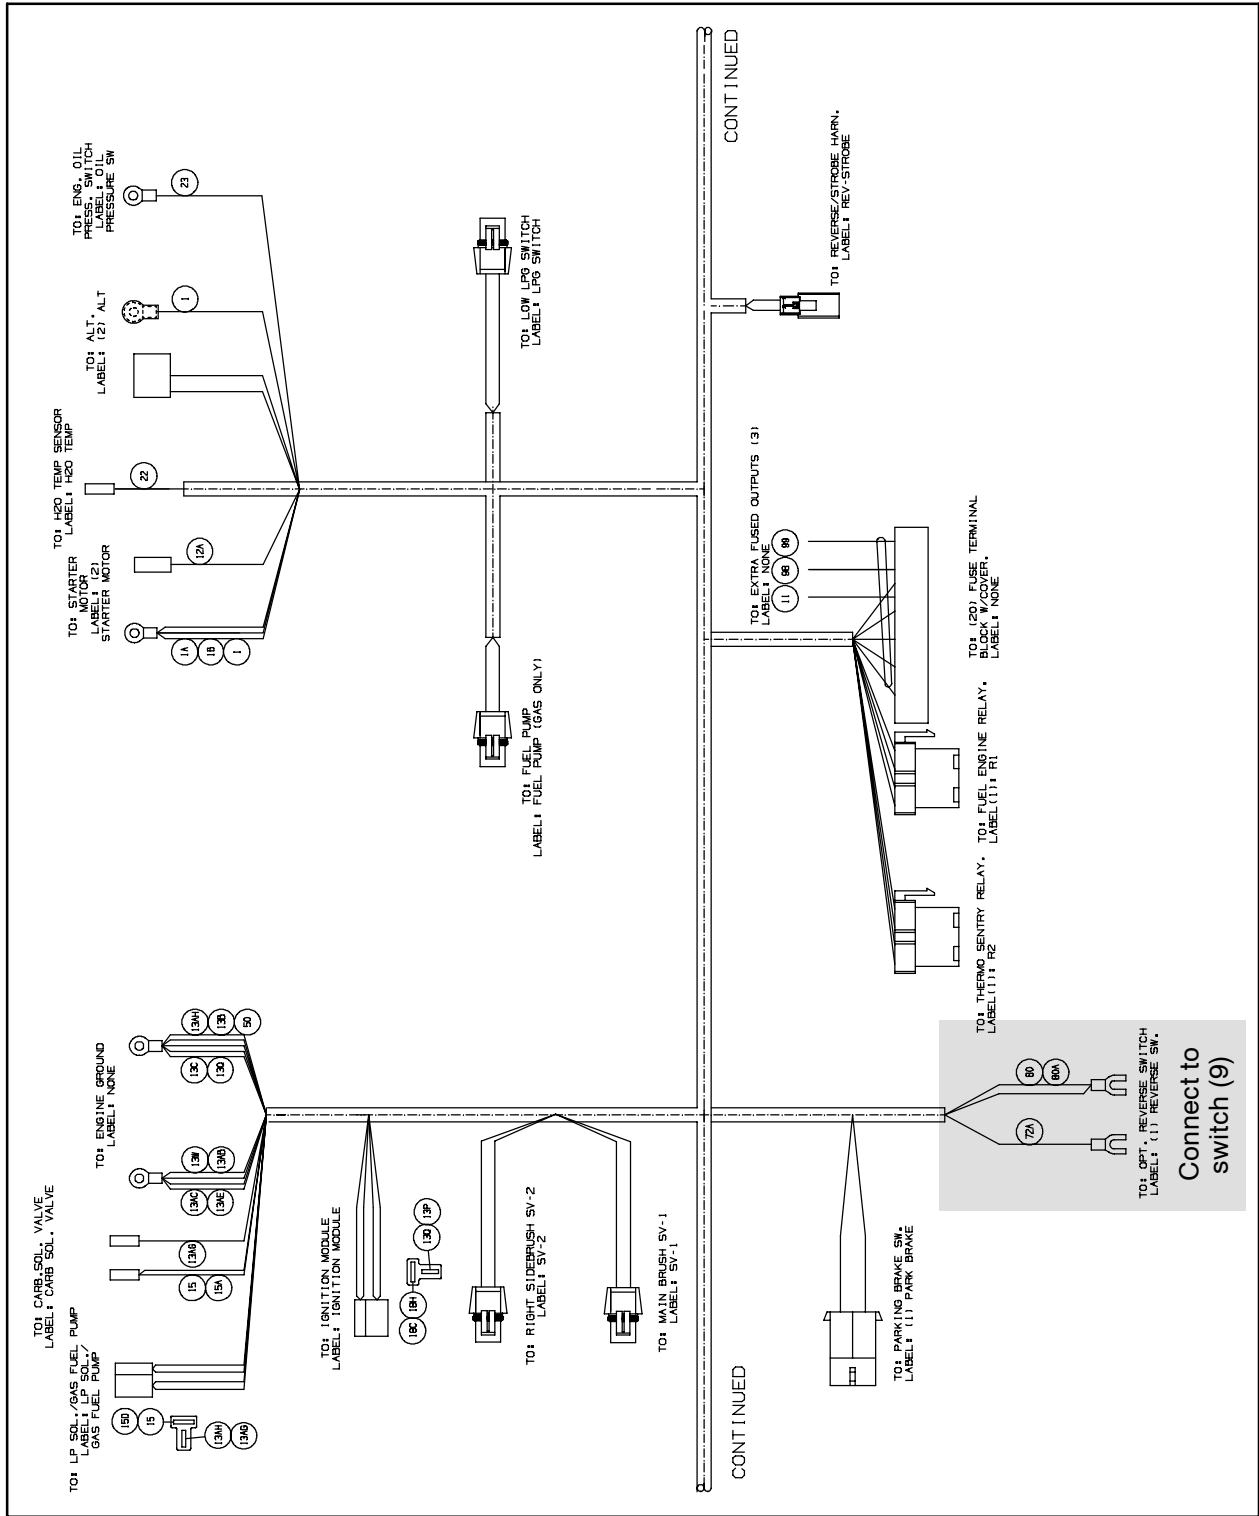 TO: ENG. OIL
PRESS. SWITCH
LABEL: OIL
PRESSURE SW
23
TO: ALT.
LABEL: (2) ALT
1
TO: H2O TEMP SENSOR
LABEL: H2O TEMP
22
TO: STARTER
MOTOR
LABEL: (2)
STARTER MOTOR
12A
1A
1B
1
TO: LOW LPG SWITCH
LABEL: LPG SWITCH
TO: FUEL PUMP
LABEL: FUEL PUMP (GAS ONLY)
CONTINUED
TO: REVERSE/STROBE HARN.
LABEL: REV-STROBE
TO: EXTRA FUSED OUTPUTS (3)
LABEL: NONE
11
98
99
TO: (20) FUSE TERMINAL
BLOCK W/COVER.
LABEL: NONE
TO: FUEL ENGINE RELAY.
LABEL(1): R1
TO: THERMO SENTRY RELAY.
LABEL(1): R2
TO: ENGINE GROUND
LABEL: NONE
13AH
13B
50
13C
13Q
13W
13AB
13AC
13AE
TO: CARB.SOL. VALVE
LABEL: CARB SOL. VALVE
13AG
15
15A
TO: LP SOL./GAS FUEL PUMP
LABEL: LP SOL./
GAS FUEL PUMP
15D
15
13AH
13AG
TO: IGNITION MODULE
LABEL: IGNITION MODULE
18C
18H
13Q
13P
TO: RIGHT SIDEBRUSH SV-2
LABEL: SV-2
TO: MAIN BRUSH SV-1
LABEL: SV-1
CONTINUED
TO: PARKING BRAKE SW.
LABEL: (1) PARK BRAKE
80
80A
72A
TO: OPT. REVERSE SWITCH
LABEL: (1) REVERSE SW.
Connect to
switch (9)